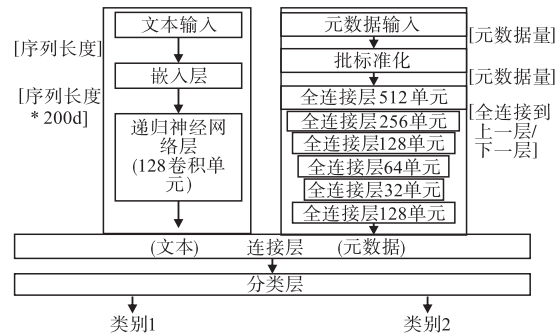 文本输入
[序列长度]
嵌入层
[序列长度
*200d]
递归神经网
络层
(128卷积单
元)
元数据输入
[元数据量]
批标准化
[元数据量]
全连接层512单元
[全连接到
上一层/
下一层]
全连接层256单元
全连接层128单元
全连接层64单元
全连接层32单元
全连接层128单元
(文本) 连接层 (元数据)
分类层
类别1 类别2